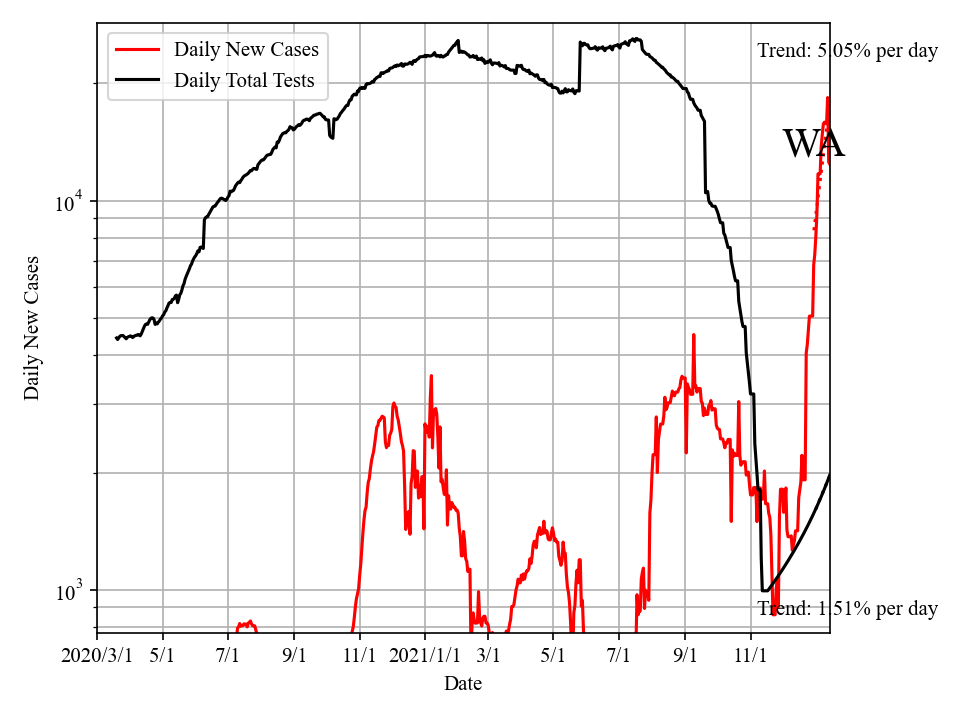 Daily New Cases
Daily Total Tests
Trend: 5.05% per day
WA
10^4
Daily New Cases
10^3
Trend: 1.51% per day
2020/3/1 5/1 7/1 9/1 11/1 2021/1/1 3/1 5/1 7/1 9/1 11/1
Date